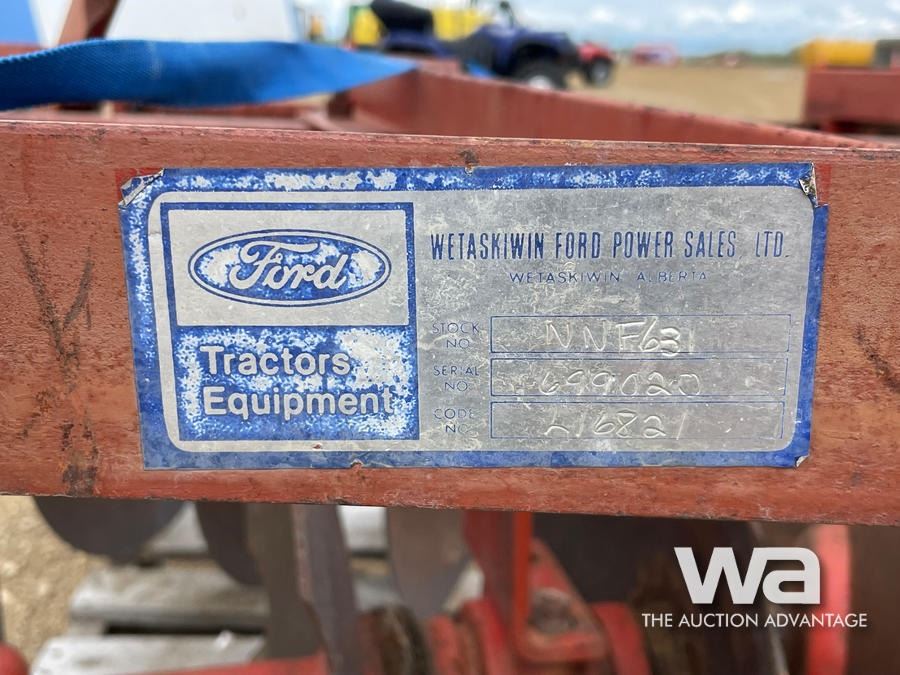 Ford
Tractors
Equipment
WETASKIWIN FORD POWER SALES, LTD.
WETASKIWIN ALBERTA
STOCK NO. NNF631
SERIAL NO. 699020
CODE NO. L16821
wa
THE AUCTION ADVANTAGE